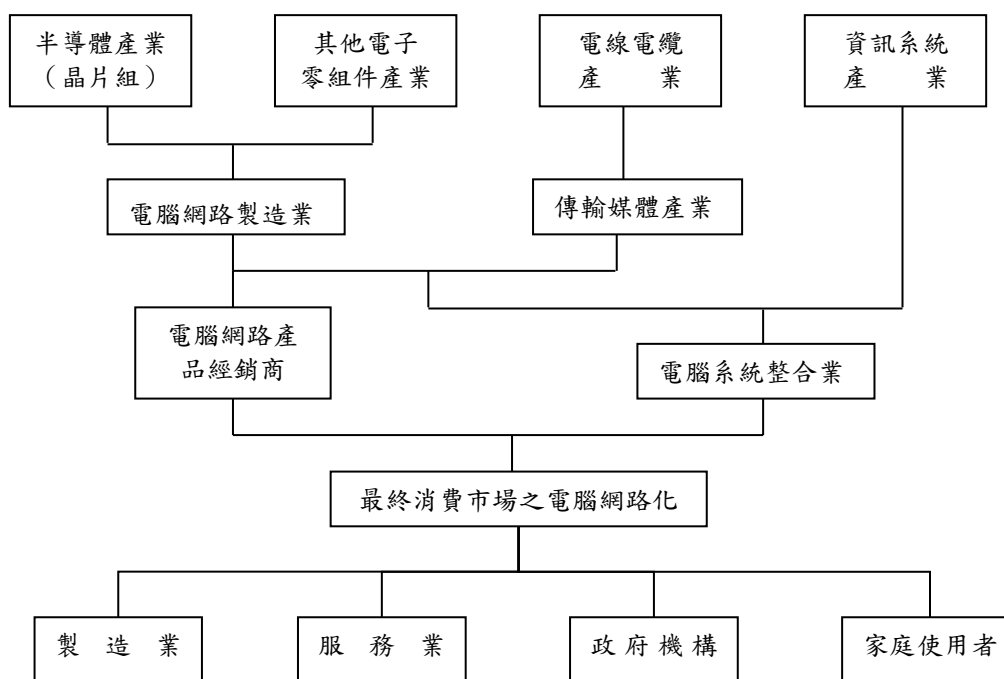 半導體產業
（晶片組）
其他電子
零組件產業
電線電纜
產 業
資訊系統
產 業
電腦網路製造業
傳輸媒體產業
電腦網路產
品經銷商
電腦系統整合業
最終消費市場之電腦網路化
製 造 業
服 務 業
政府機構
家庭使用者